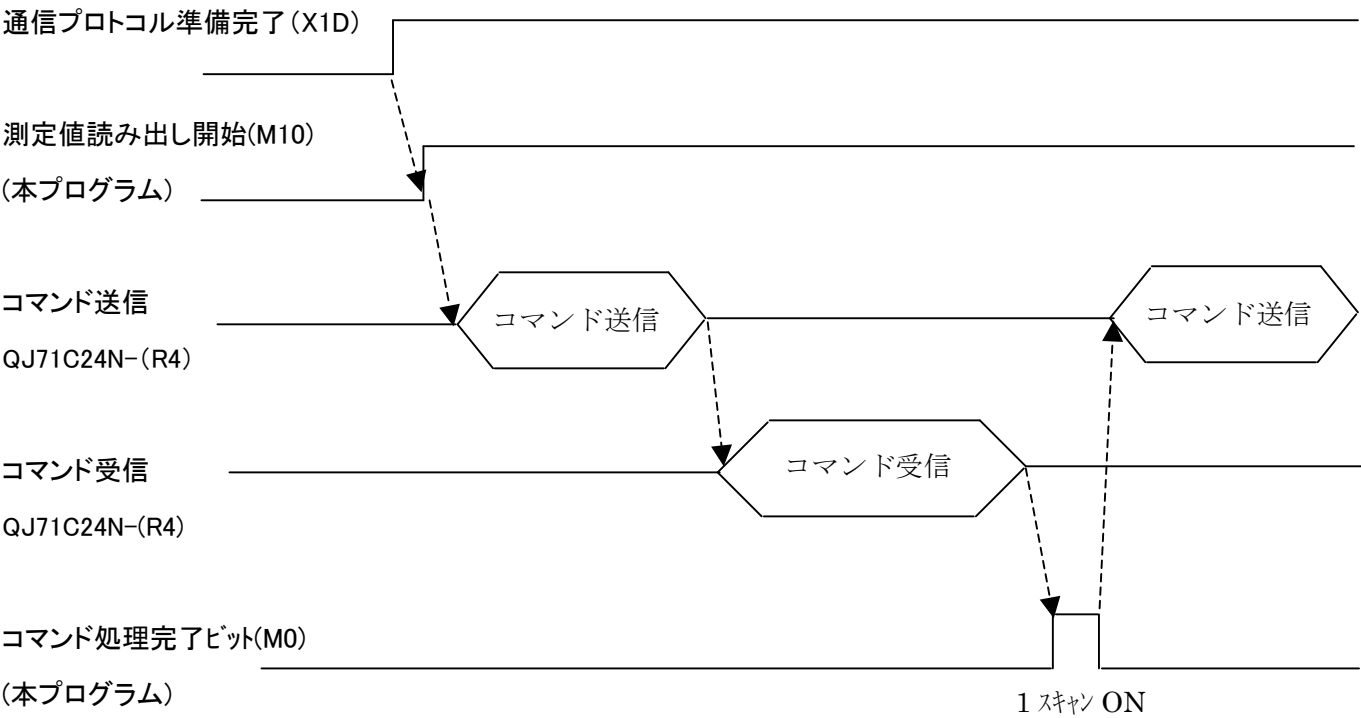 通信プロトコル準備完了(X1D)
測定値読み出し開始(M10)
(本プログラム)
コマンド送信
QJ71C24N-(R4)
コマンド送信
コマンド送信
コマンド受信
QJ71C24N-(R4)
コマンド受信
コマンド処理完了ﾋﾞｯﾄ(M0)
(本プログラム)
1 ｽｷｬﾝ ON